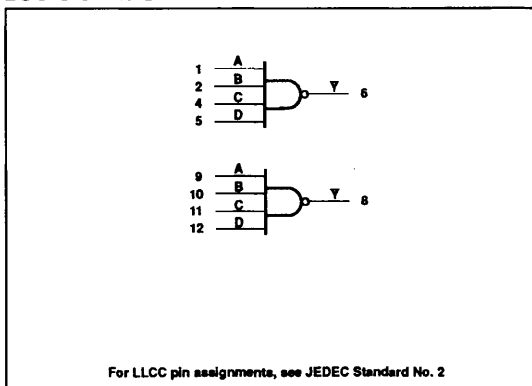 1 A
2 B
4 C
5 D
Y 6
9 A
10 B
11 C
12 D
Y 8
For LLCC pin assignments, see JEDEC Standard No. 2